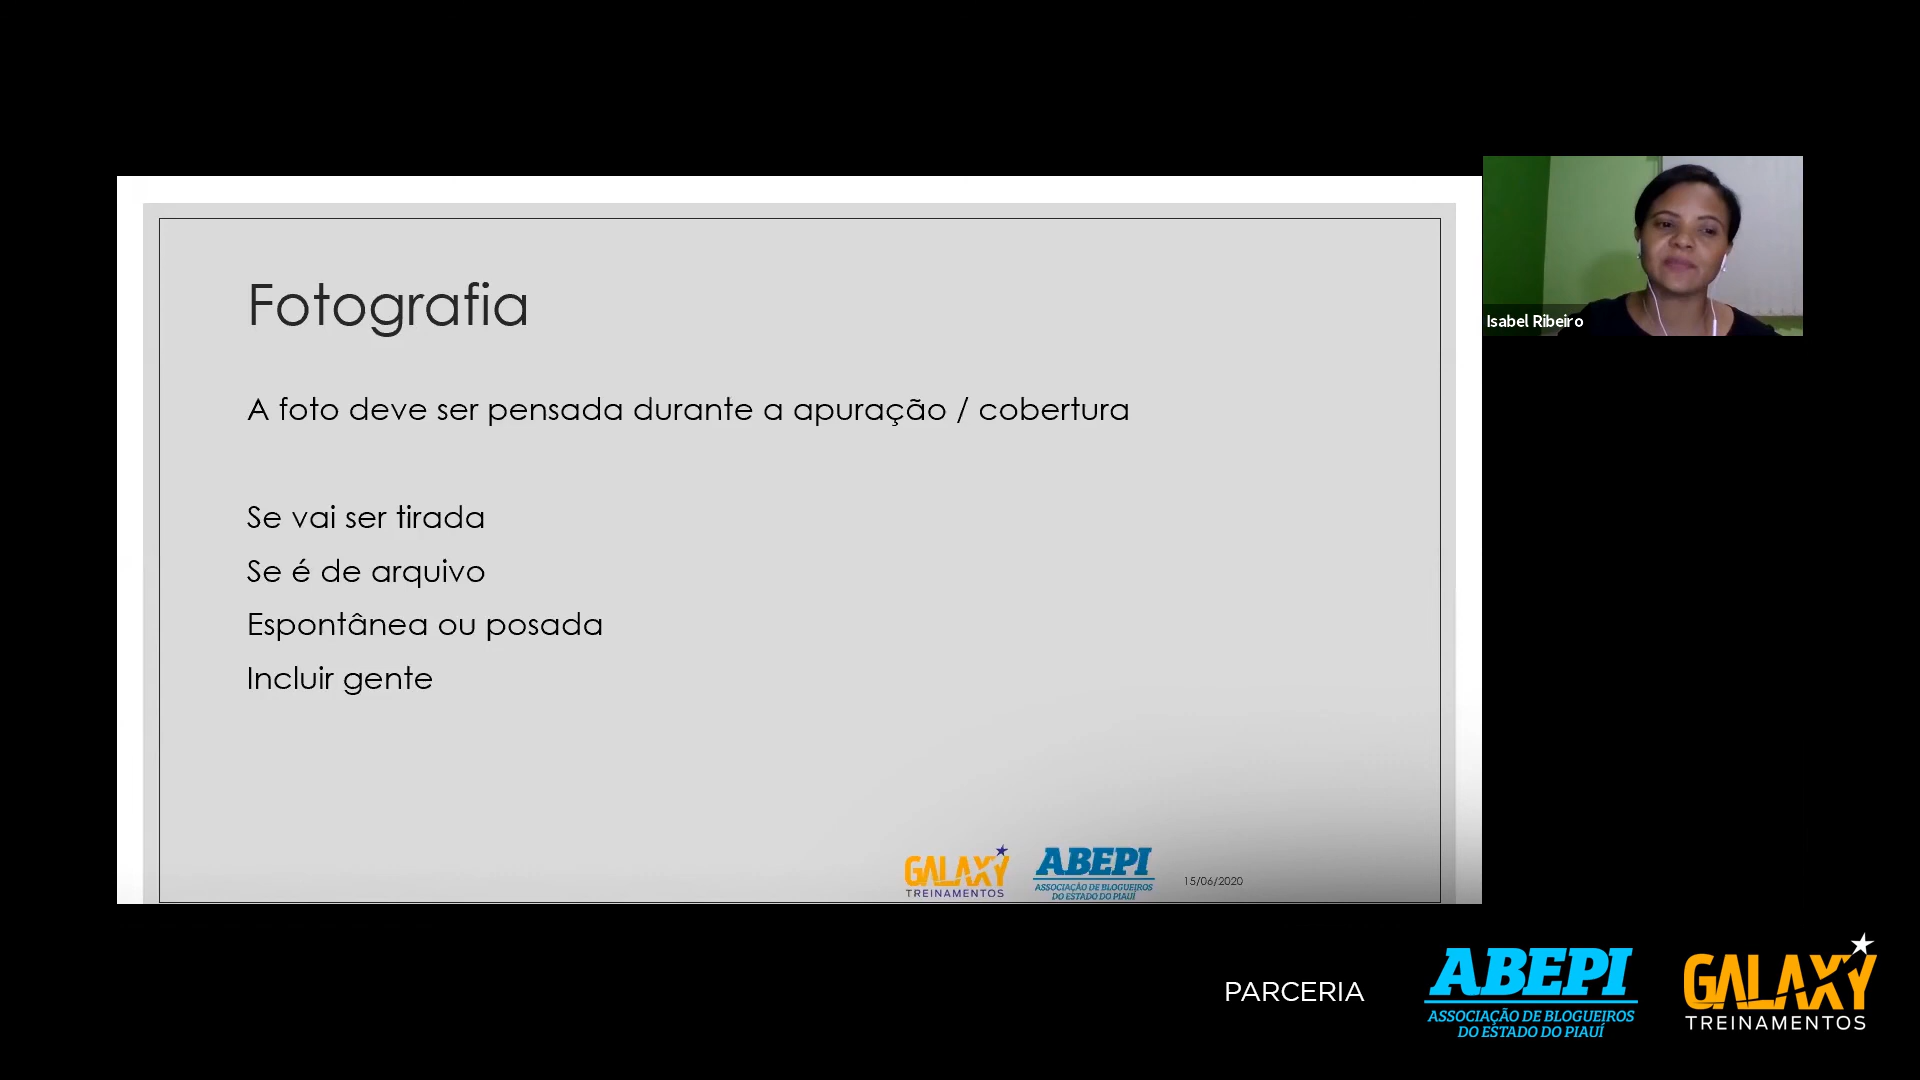 Fotografia
A foto deve ser pensada durante a apuração / cobertura
Se vai ser tirada
Se é de arquivo
Espontânea ou posada
Incluir gente
GALAXY
TREINAMENTOS
ABEPI
ASSOCIAÇÃO DE BLOGUEIROS
DO ESTADO DO PIAUÍ
15/06/2020
Isabel Ribeiro
PARCERIA
ABEPI
ASSOCIAÇÃO DE BLOGUEIROS
DO ESTADO DO PIAUÍ
GALAXY
TREINAMENTOS